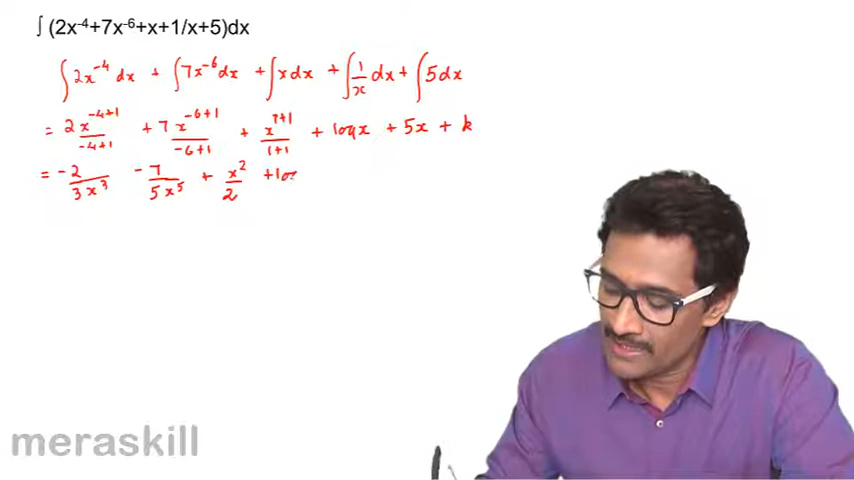 ∫ (2x⁻⁴+7x⁻⁶+x+1/x+5)dx
∫ 2x⁻⁴ dx + ∫ 7x⁻⁶ dx + ∫ x dx + ∫ 1/x dx + ∫ 5 dx
= 2x⁻⁴⁺¹/-4+1 + 7x⁻⁶⁺¹/-6+1 + x¹⁺¹/1+1 + log x + 5x + k
= -2/3x³ -7/5x⁵ + x²/2 + lo
meraskill